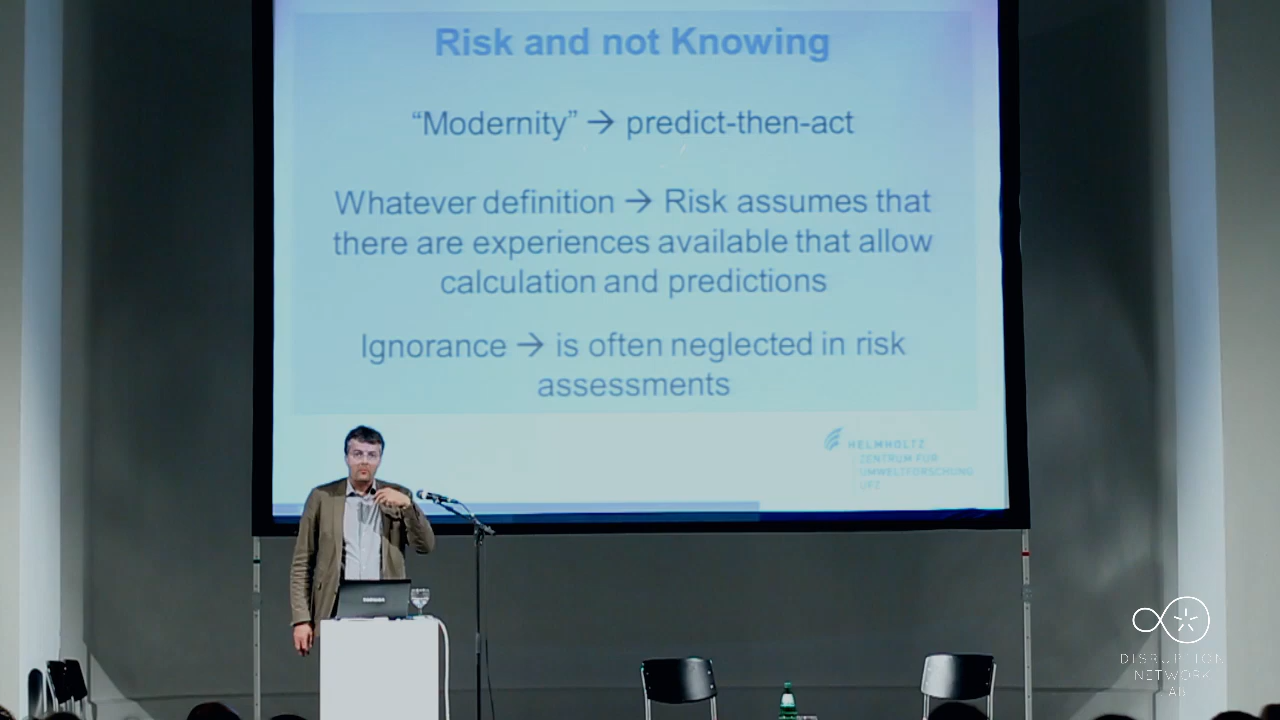 Risk and not Knowing
“Modernity” → predict-then-act
Whatever definition → Risk assumes that
there are experiences available that allow
calculation and predictions
Ignorance → is often neglected in risk
assessments
HELMHOLTZ
ZENTRUM FÜR
UMWELTFORSCHUNG
UFZ
SAMSUNG
DISRUPTION
NETWORK
LAB